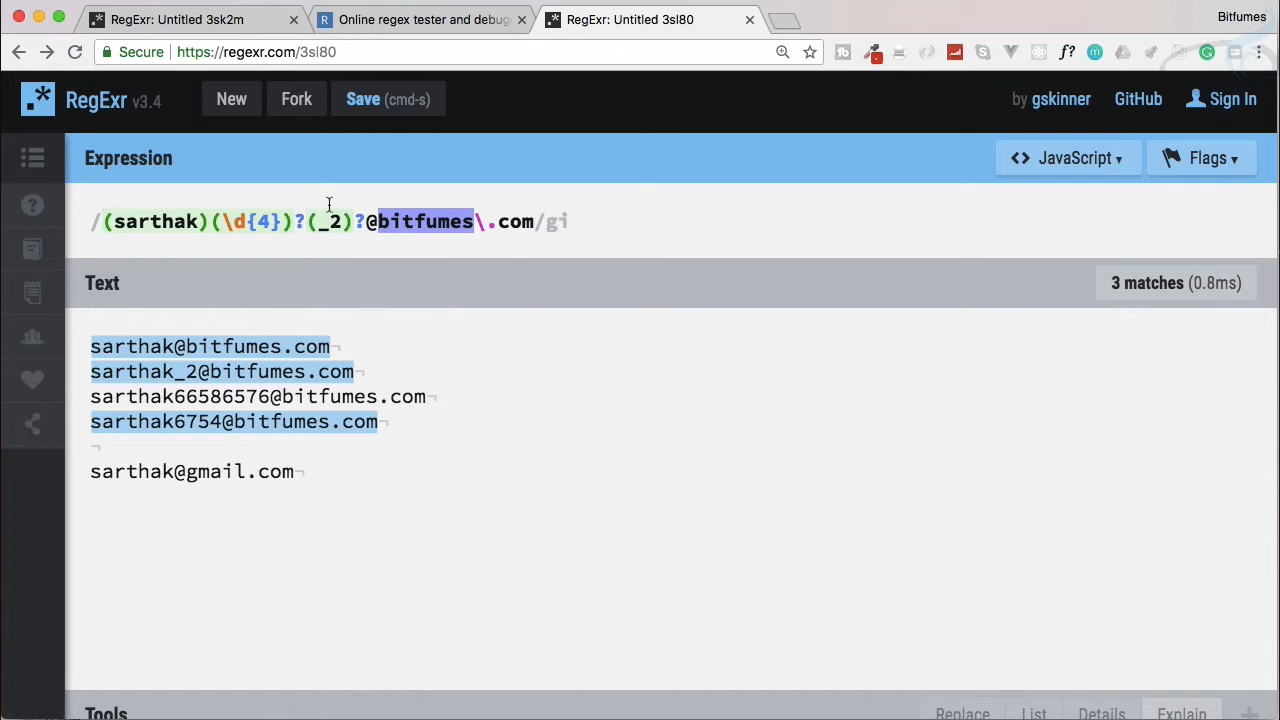 RegExr: Untitled 3sk2m
Online regex tester and debug
RegExr: Untitled 3sl80
Bitfumes
Secure https://regexr.com/3sl80
RegExr v3.4
New
Fork
Save (cmd-s)
by gskinner
GitHub
Sign In
Expression
JavaScript
Flags
/(sarthak)(\d{4})?(_2)?@bitfumes\.com/gi
Text
3 matches (0.8ms)
sarthak@bitfumes.com¬
sarthak_2@bitfumes.com¬
sarthak66586576@bitfumes.com¬
sarthak6754@bitfumes.com¬
¬
sarthak@gmail.com¬
Tools
Replace
List
Details
Explain